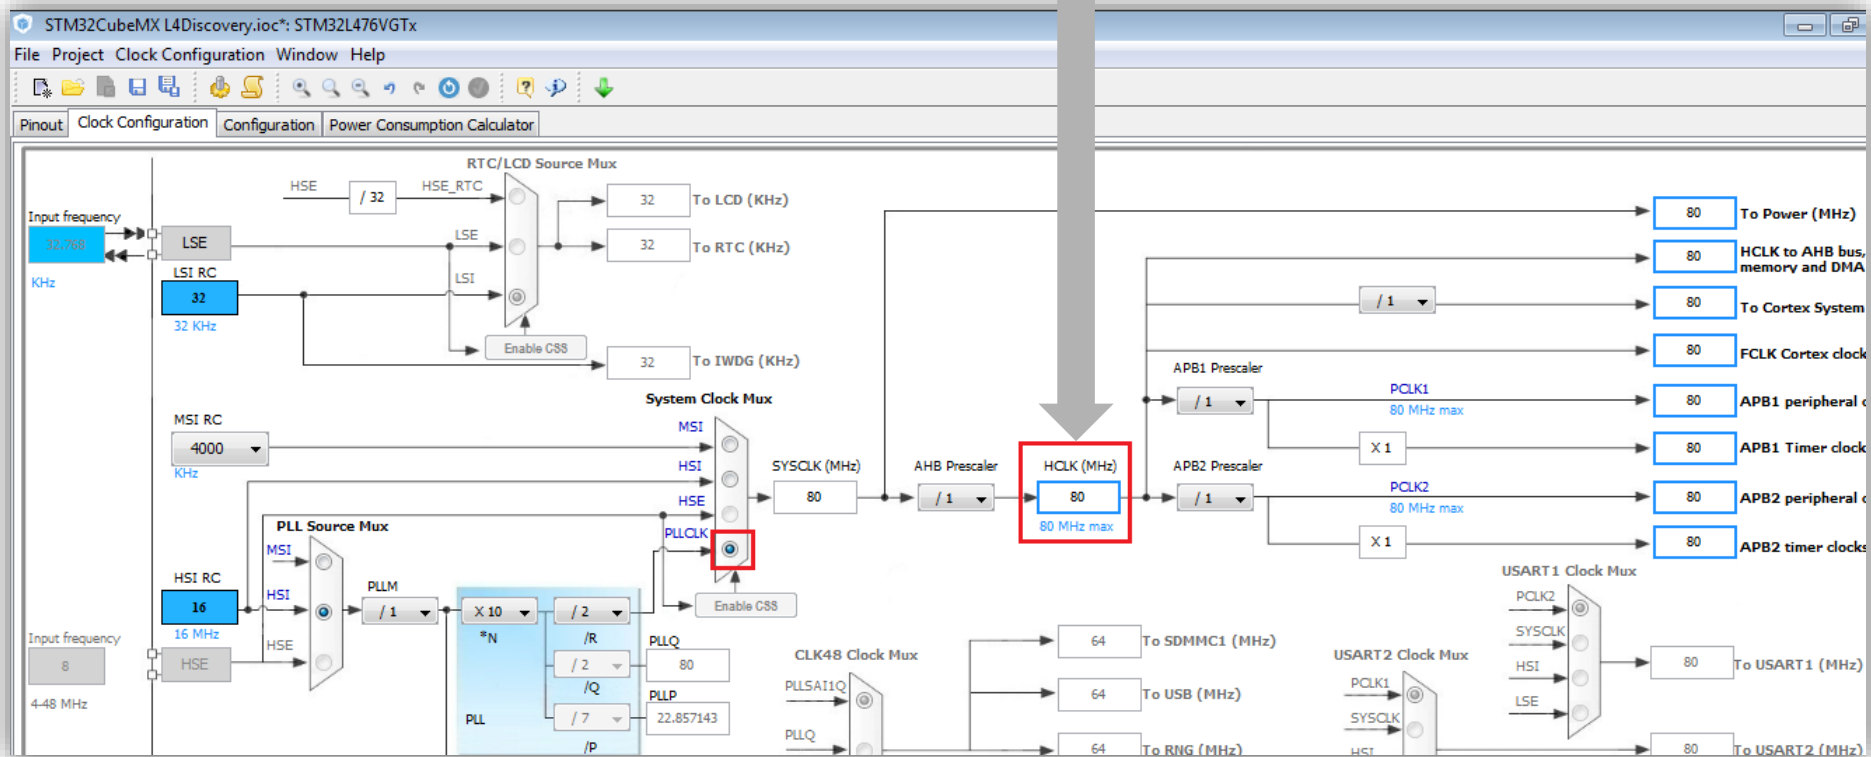 STM32CubeMX L4Discovery.ioc*: STM32L476VGTx
File Project Clock Configuration Window Help
Pinout Clock Configuration Configuration Power Consumption Calculator
RTC/LCD Source Mux
HSE / 32 HSE_RTC
32 To LCD (KHz)
Input frequency
32.768
KHz
LSE
LSE
32 To RTC (KHz)
LSI RC
32
32 KHz
LSI
Enable CSS
32 To IWDG (KHz)
80 To Power (MHz)
80 HCLK to AHB bus,
memory and DMA
/ 1
80 To Cortex System
80 FCLK Cortex clock
APB1 Prescaler
/ 1
PCLK1
80 MHz max
80 APB1 peripheral
X 1
80 APB1 Timer clock
System Clock Mux
MSI RC
4000
KHz
MSI
HSI
HSE
PLLCLK
Enable CSS
SYSCLK (MHz)
80
AHB Prescaler
/ 1
HCLK (MHz)
80
80 MHz max
APB2 Prescaler
/ 1
PCLK2
80 MHz max
80 APB2 peripheral
X 1
80 APB2 timer clocks
PLL Source Mux
MSI
HSI RC
16
16 MHz
HSI
HSE
Input frequency
8
4-48 MHz
HSE
PLLM
/ 1
X 10
*N
/ 2
/R
/ 2
/Q
/ 7
/P
PLL
PLLQ
80
PLLP
22.857143
CLK48 Clock Mux
PLLSAI1Q
PLLQ
64 To SDMMC1 (MHz)
64 To USB (MHz)
64 To RNG (MHz)
USART2 Clock Mux
PCLK1
SYSCLK
HSI
USART1 Clock Mux
PCLK2
SYSCLK
HSI
LSE
80 To USART1 (MHz)
80 To USART2 (MHz)